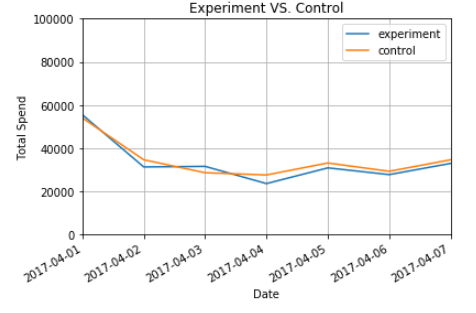 Experiment VS. Control
100000
80000
60000
40000
20000
0
Total Spend
experiment
control
2017-04-01
2017-04-02
2017-04-03
2017-04-04
2017-04-05
2017-04-06
2017-04-07
Date